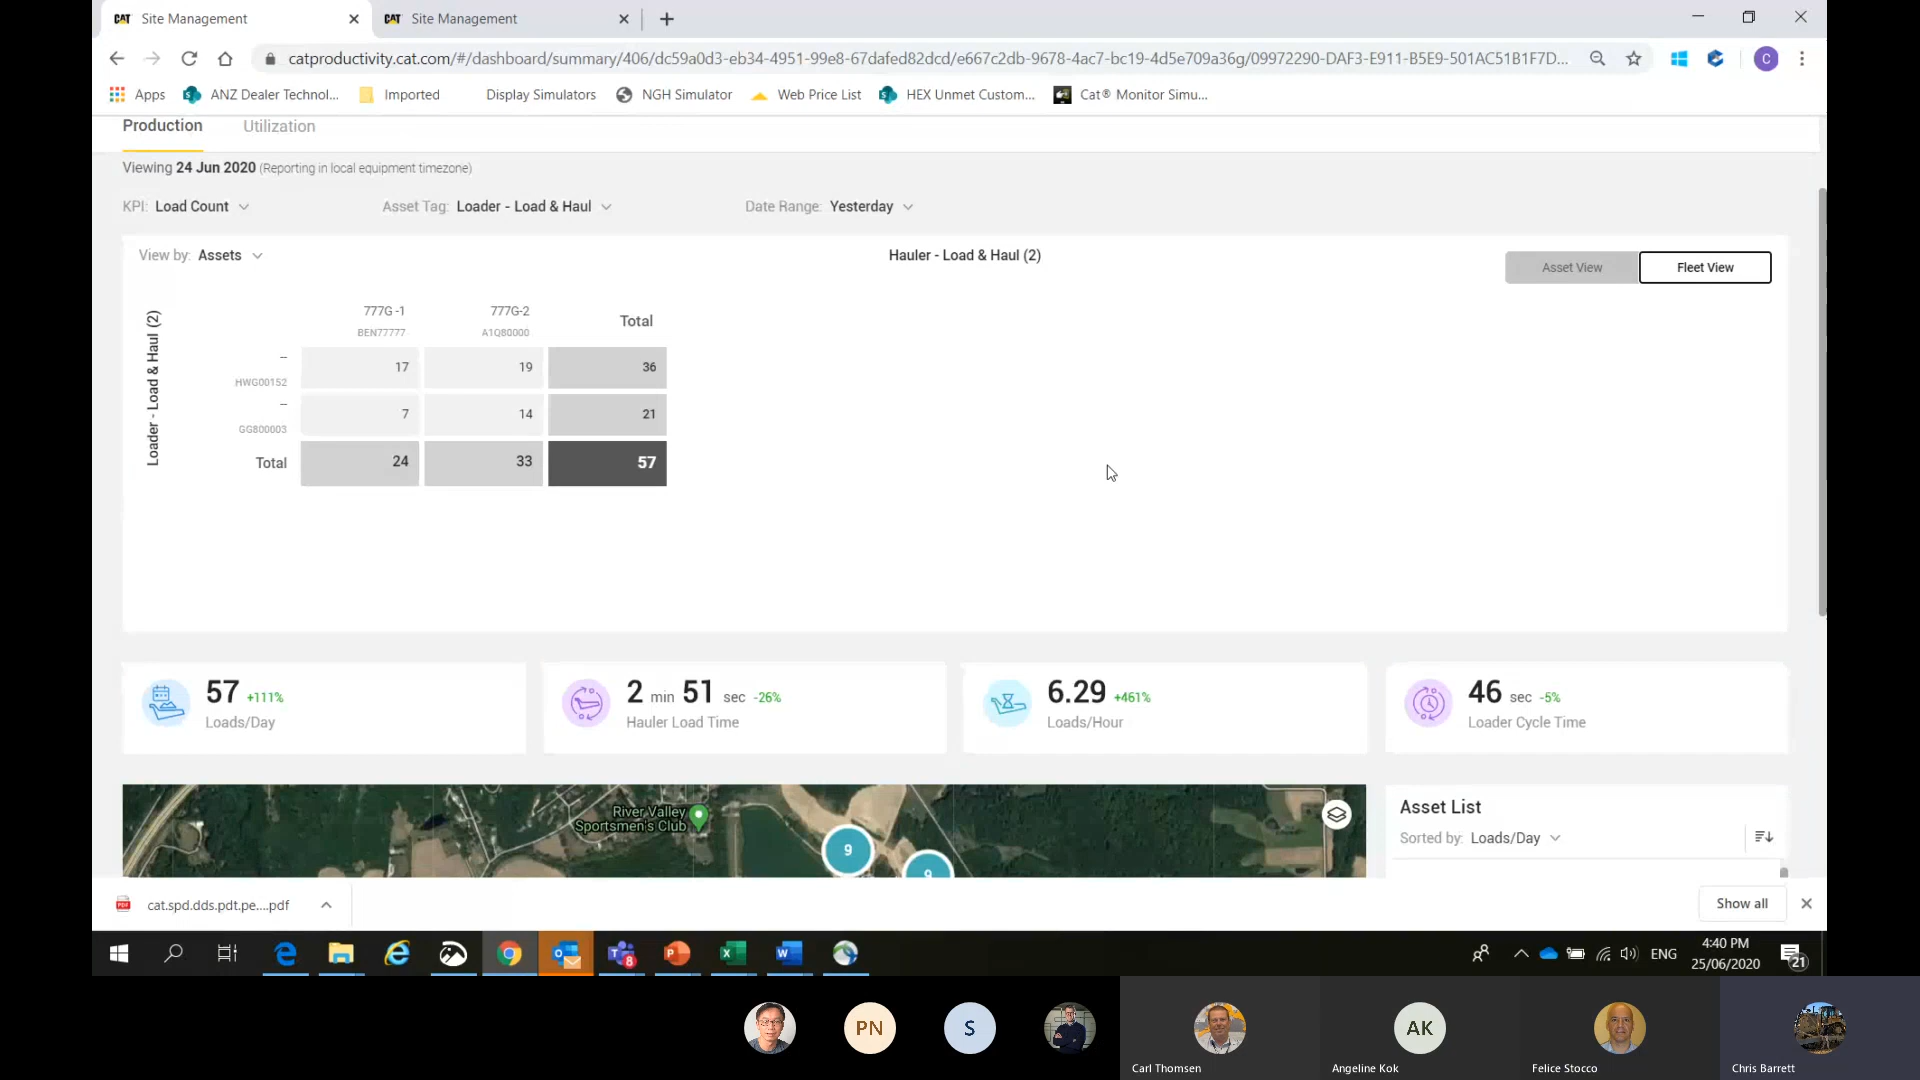 CAT Site Management
CAT Site Management
catproductivity.cat.com/#/dashboard/summary/406/dc59a0d3-eb34-4951-99e8-67dafed82dcd/e667c2db-9678-4ac7-bc19-4d5e709a36g/09972290-DAF3-E911-B5E9-501AC51B1F7D...
C
Apps
ANZ Dealer Technol...
Imported
Display Simulators
NGH Simulator
Web Price List
HEX Unmet Custom...
Cat® Monitor Simu...
Production Utilization
Viewing 24 Jun 2020 (Reporting in local equipment timezone)
KPI: Load Count
Asset Tag: Loader - Load & Haul
Date Range: Yesterday
View by: Assets
Hauler - Load & Haul (2)
Asset View
Fleet View
Loader - Load & Haul (2)
777G -1 777G-2 Total
BEN77777 A1Q80000
-- 17 19 36
HWG00152
-- 7 14 21
GG800003
Total 24 33 57
57 +111%
Loads/Day
2 min 51 sec -26%
Hauler Load Time
6.29 +461%
Loads/Hour
46 sec -5%
Loader Cycle Time
River Valley
Sportsmen's Club
9
9
Asset List
Sorted by: Loads/Day
cat.spd.dds.pdt.pe....pdf
Show all
8
ENG
4:40 PM
25/06/2020
21
PN
S
AK
Carl Thomsen
Angeline Kok
Felice Stocco
Chris Barrett